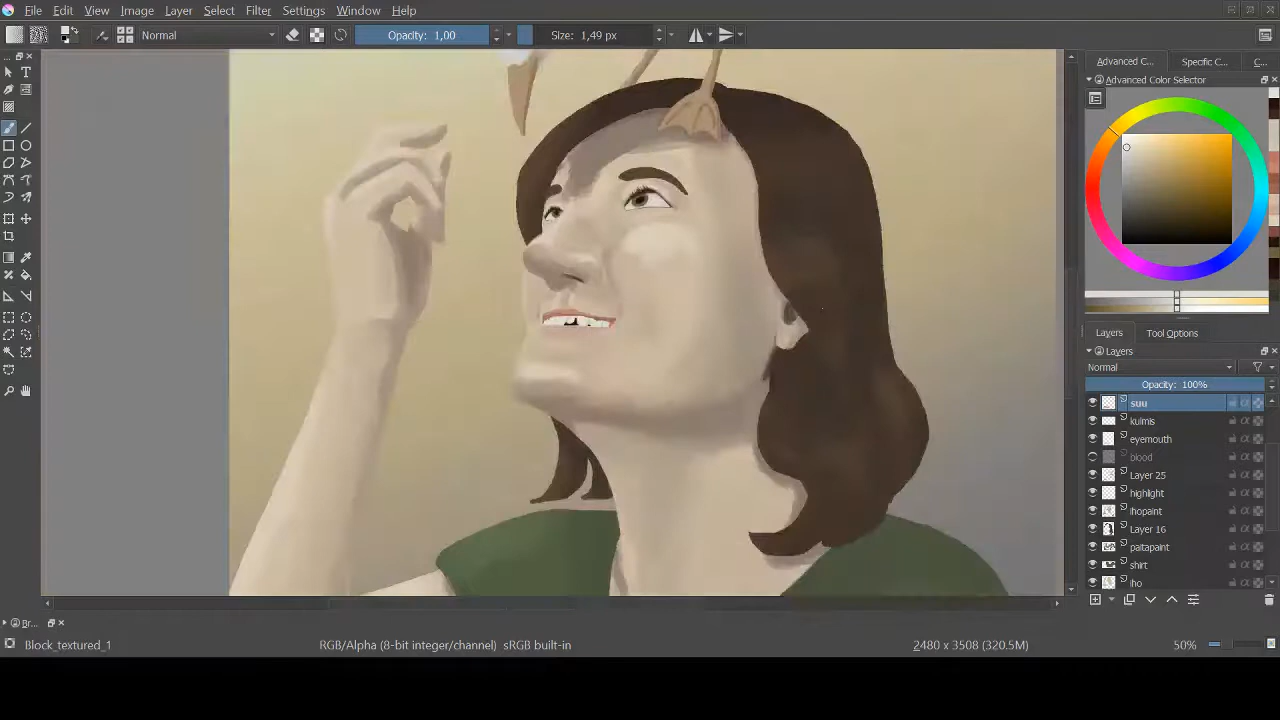 File Edit View Image Layer Select Filter Settings Window Help
Normal Opacity: 1,00 Size: 1,49 px
Advanced C... Specific C... C...
Advanced Color Selector
Layers Tool Options
Layers
Normal
Opacity: 100%
suu
kulmis
eyemouth
blood
Layer 25
highlight
ihopaint
Layer 16
paitapaint
shirt
iho
Br...
Block_textured_1 RGB/Alpha (8-bit integer/channel) sRGB built-in 2480 x 3508 (320.5M) 50%